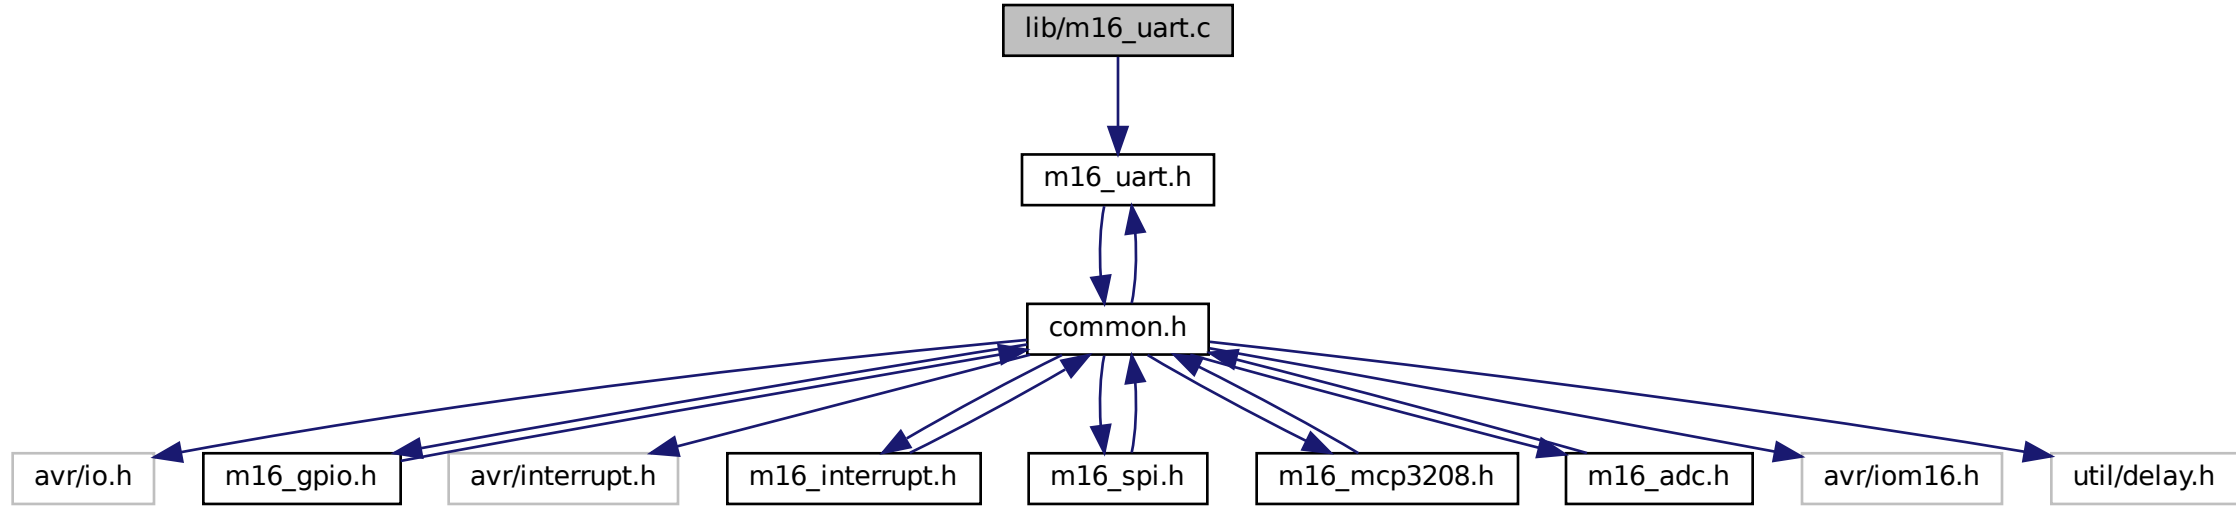 lib/m16_uart.c
m16_uart.h
common.h
avr/io.h
m16_gpio.h
avr/interrupt.h
m16_interrupt.h
m16_spi.h
m16_mcp3208.h
m16_adc.h
avr/iom16.h
util/delay.h